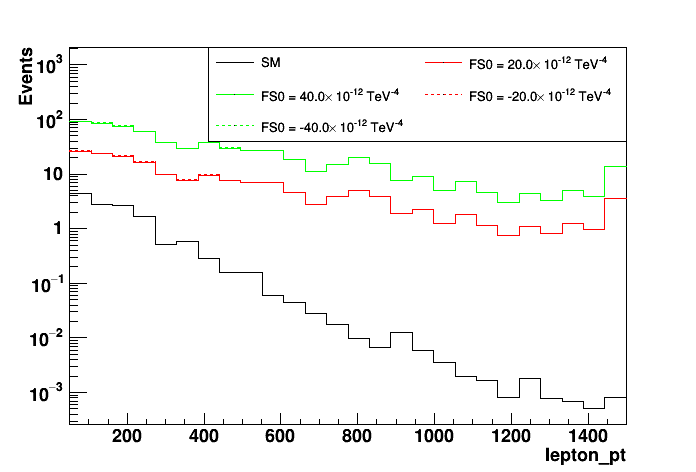 Events
10³
10²
10
1
10⁻¹
10⁻²
10⁻³
SM
FS0 = 20.0× 10⁻¹² TeV⁻⁴
FS0 = 40.0× 10⁻¹² TeV⁻⁴
FS0 = -20.0× 10⁻¹² TeV⁻⁴
FS0 = -40.0× 10⁻¹² TeV⁻⁴
200 400 600 800 1000 1200 1400
lepton_pt